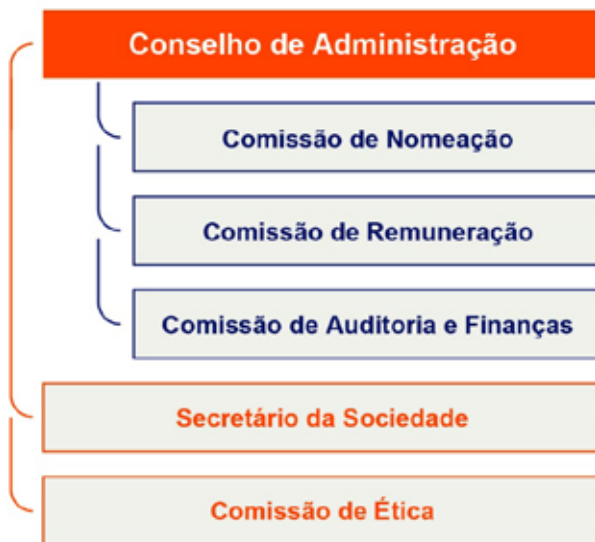 Conselho de Administração
Comissão de Nomeação
Comissão de Remuneração
Comissão de Auditoria e Finanças
Secretário da Sociedade
Comissão de Ética